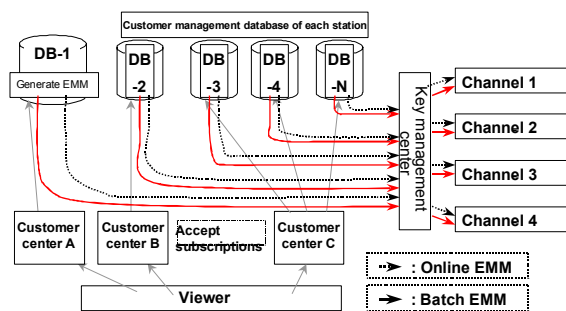 Customer management database of each station
DB-1
Generate EMM
DB
-2
DB
-3
DB
-4
DB
-N
Key management
center
Channel 1
Channel 2
Channel 3
Channel 4
Customer
center A
Customer
center B
Accept
subscriptions
Customer
center C
Viewer
: Online EMM
: Batch EMM